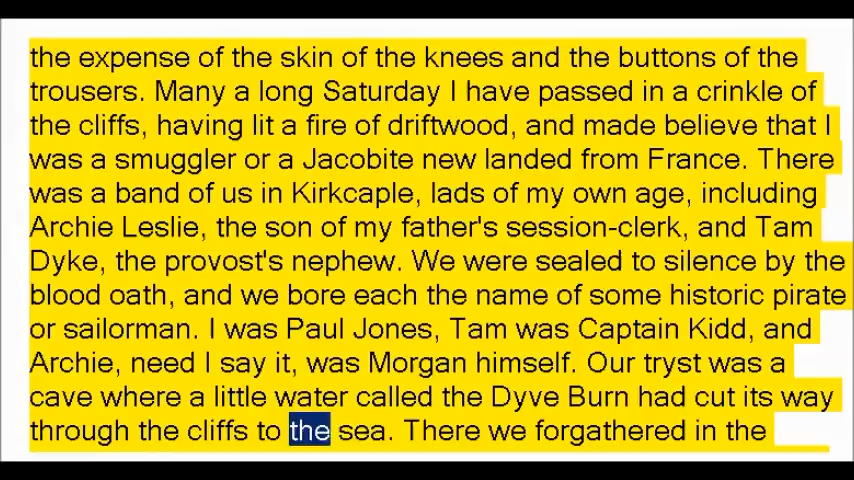 the expense of the skin of the knees and the buttons of the
trousers. Many a long Saturday I have passed in a crinkle of
the cliffs, having lit a fire of driftwood, and made believe that I
was a smuggler or a Jacobite new landed from France. There
was a band of us in Kirkcaple, lads of my own age, including
Archie Leslie, the son of my father's session-clerk, and Tam
Dyke, the provost's nephew. We were sealed to silence by the
blood oath, and we bore each the name of some historic pirate
or sailorman. I was Paul Jones, Tam was Captain Kidd, and
Archie, need I say it, was Morgan himself. Our tryst was a
cave where a little water called the Dyve Burn had cut its way
through the cliffs to the sea. There we forgathered in the